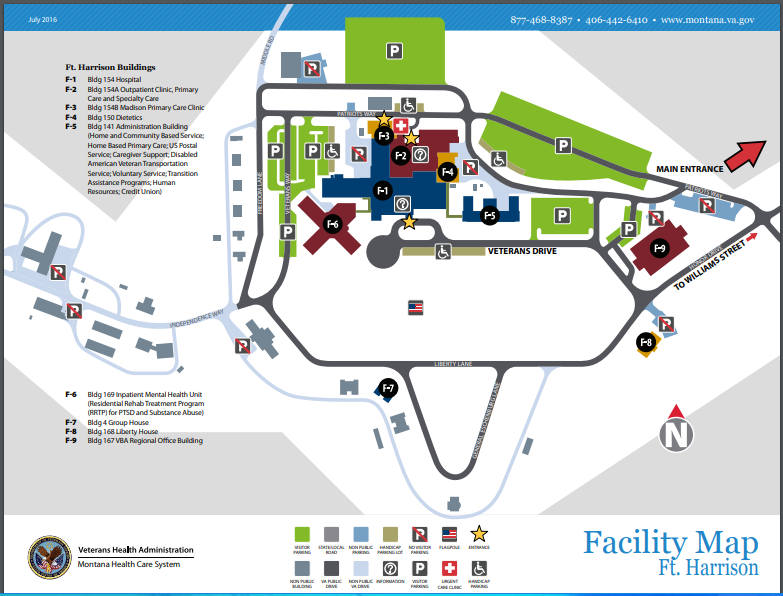 July 2016
877-468-8387 • 406-442-6410 • www.montana.va.gov
Ft. Harrison Buildings
F-1 Bldg 154 Hospital
F-2 Bldg 154A Outpatient Clinic, Primary
Care and Specialty Care
F-3 Bldg 154B Madison Primary Care Clinic
F-4 Bldg 150 Dietetics
F-5 Bldg 141 Administration Building
(Home and Community Based Service;
Home Based Primary Care; US Postal
Service; Caregiver Support; Disabled
American Veteran Transportation
Service; Voluntary Service; Transition
Assistance Programs; Human
Resources; Credit Union)
MIDDLE RD
P
P
PATRIOTS WAY
F-3
P
P
P
P
F-2
?
P
F-4
P
MAIN ENTRANCE
FREEDOM LANE
VETERANS WAY
F-1
?
F-5
P
PATRIOTS WAY
P
P
P
P
F-6
F-9
VETERANS DRIVE
MONOR DRIVE
TO WILLIAMS STREET
P
P
INDEPENDENCE WAY
P
P
F-8
LIBERTY LANE
F-7
GENERAL EISENHOWER LANE
N
F-6 Bldg 169 Inpatient Mental Health Unit
(Residential Rehab Treatment Program
(RRTP) for PTSD and Substance Abuse)
F-7 Bldg 4 Group House
F-8 Bldg 168 Liberty House
F-9 Bldg 167 VBA Regional Office Building
Veterans Health Administration
Montana Health Care System
P
VISITOR PARKING
STATE/LOCAL ROAD
NON PUBLIC PARKING
HANDICAP PARKING LOT
NO VISITOR PARKING
FLAGPOLE
ENTRANCE
?
P
NON PUBLIC BUILDING
VA PUBLIC DRIVE
NON PUBLIC VA DRIVE
INFORMATION
VISITOR PARKING
URGENT CARE CLINIC
HANDICAP PARKING
Facility Map
Ft. Harrison